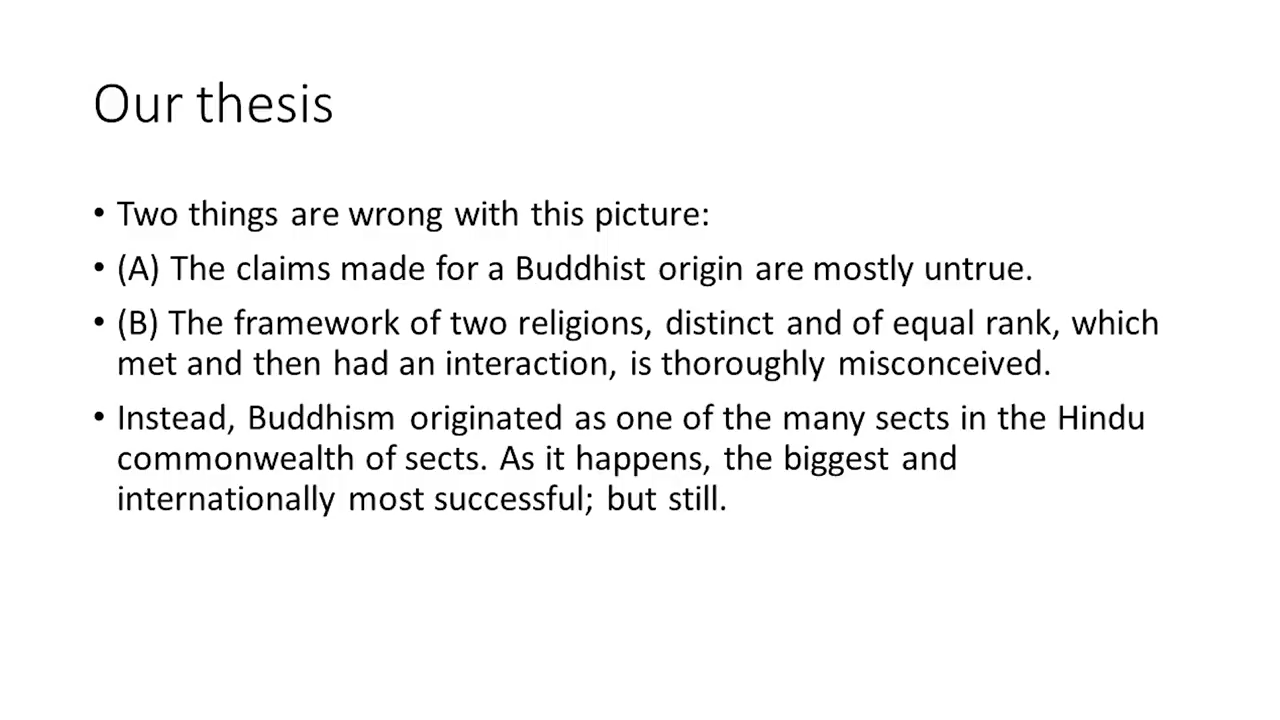 Our thesis
• Two things are wrong with this picture:
• (A) The claims made for a Buddhist origin are mostly untrue.
• (B) The framework of two religions, distinct and of equal rank, which
met and then had an interaction, is thoroughly misconceived.
• Instead, Buddhism originated as one of the many sects in the Hindu
commonwealth of sects. As it happens, the biggest and
internationally most successful; but still.